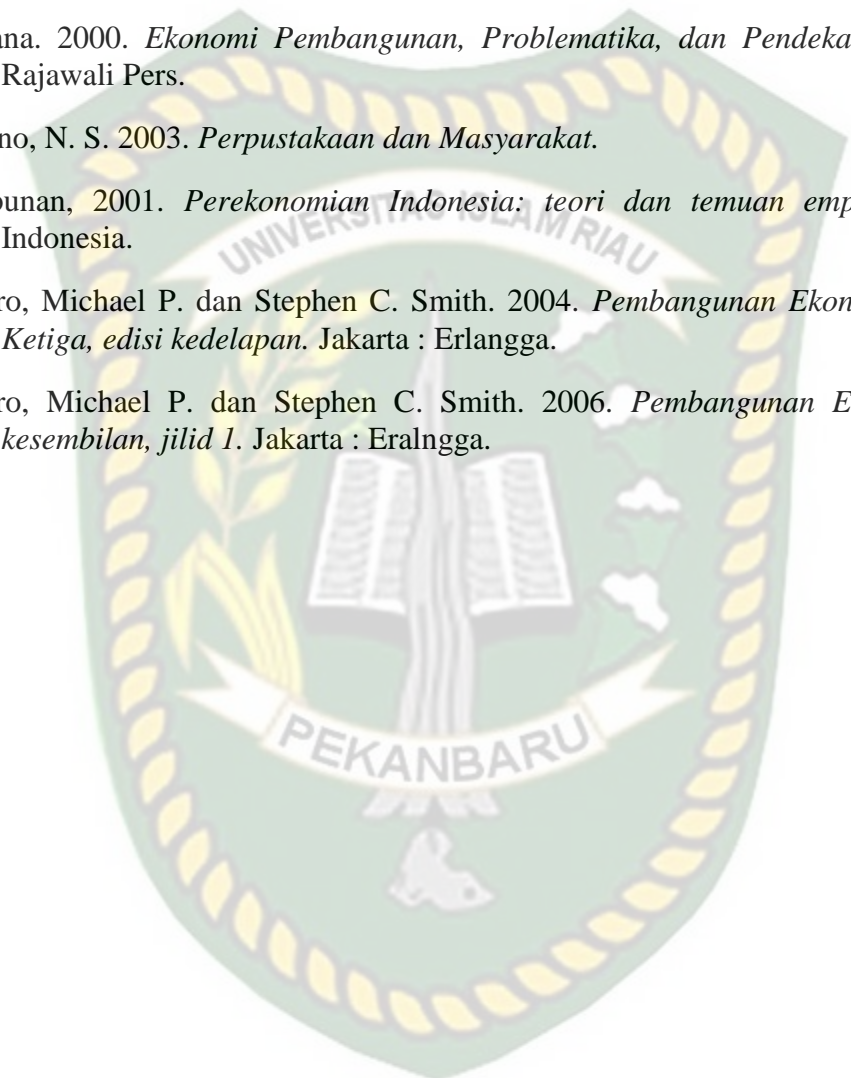 ana. 2000. Ekonomi Pembangunan, Problematika, dan Pendeka
Rajawali Pers.
no, N. S. 2003. Perpustakaan dan Masyarakat.
bunan, 2001. Perekonomian Indonesia: teori dan temuan emp
Indonesia.
ro, Michael P. dan Stephen C. Smith. 2004. Pembangunan Ekon
Ketiga, edisi kedelapan. Jakarta : Erlangga.
ro, Michael P. dan Stephen C. Smith. 2006. Pembangunan E
kesembilan, jilid 1. Jakarta : Eralngga.
UNIVERSITAS ISLAM RIAU
PEKANBARU